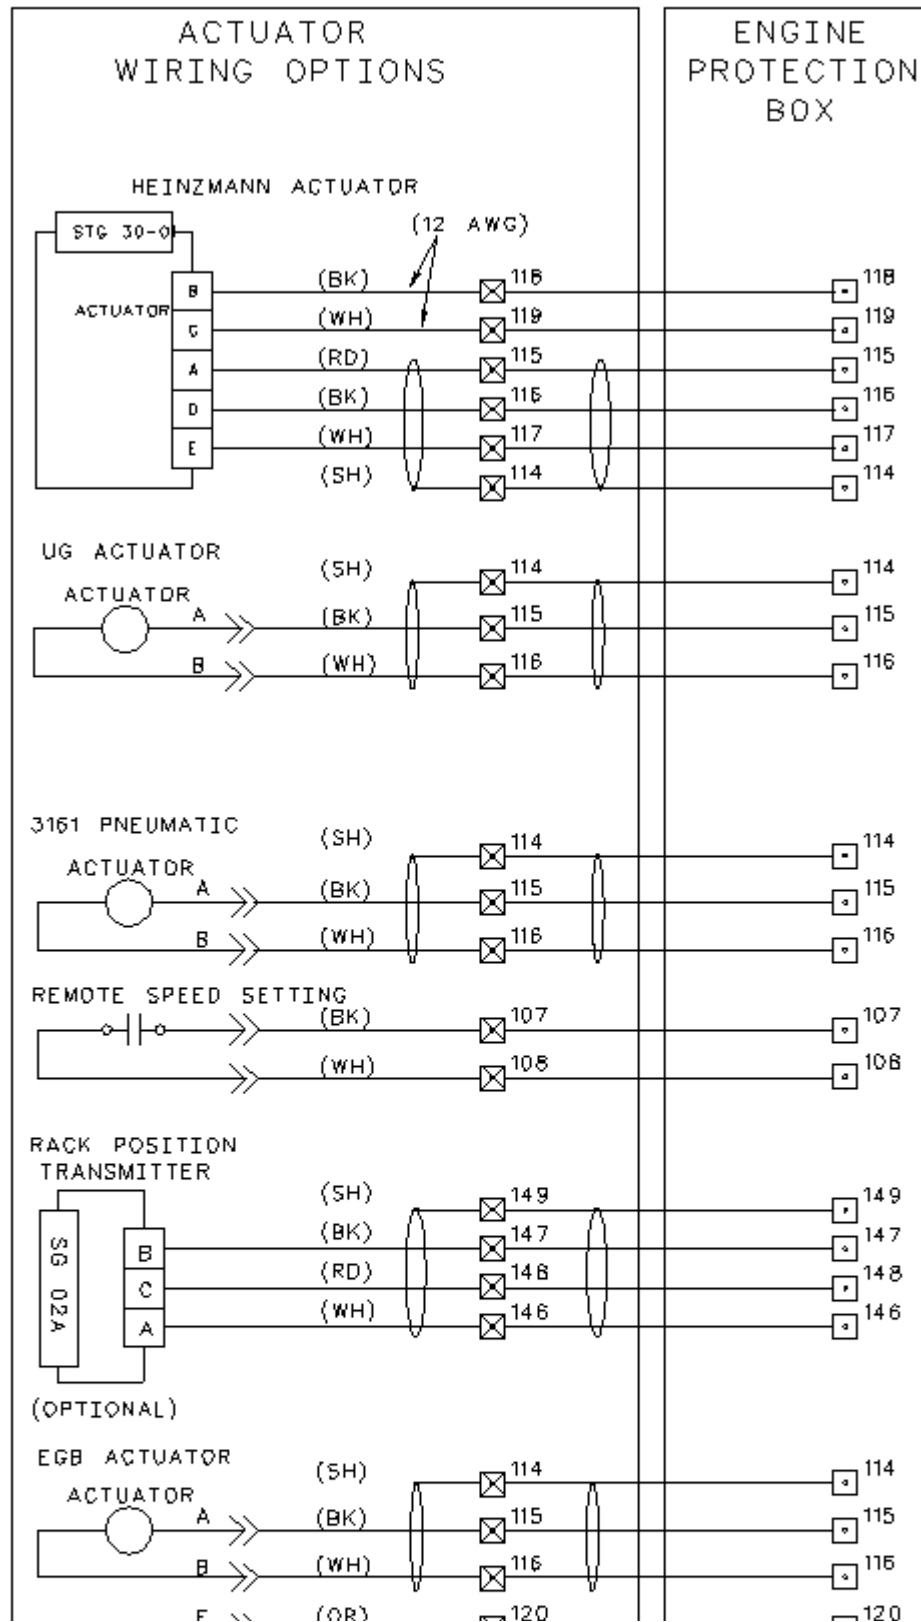 ACTUATOR
WIRING OPTIONS
ENGINE
PROTECTION
BOX
HEINZMANN ACTUATOR
STG 30-0
(12 AWG)
ACTUATOR
B (BK) 118 118
C (WH) 119 119
A (RD) 115 115
D (BK) 116 116
E (WH) 117 117
(SH) 114 114
UG ACTUATOR
(SH) 114 114
ACTUATOR
A (BK) 115 115
B (WH) 116 116
3161 PNEUMATIC
(SH) 114 114
ACTUATOR
A (BK) 115 115
B (WH) 116 116
REMOTE SPEED SETTING
(BK) 107 107
(WH) 108 108
RACK POSITION
TRANSMITTER
(SH) 149 149
SG 02A
B (BK) 147 147
C (RD) 148 148
A (WH) 146 146
(OPTIONAL)
EGB ACTUATOR
(SH) 114 114
ACTUATOR
A (BK) 115 115
B (WH) 116 116
(OR) 120 120